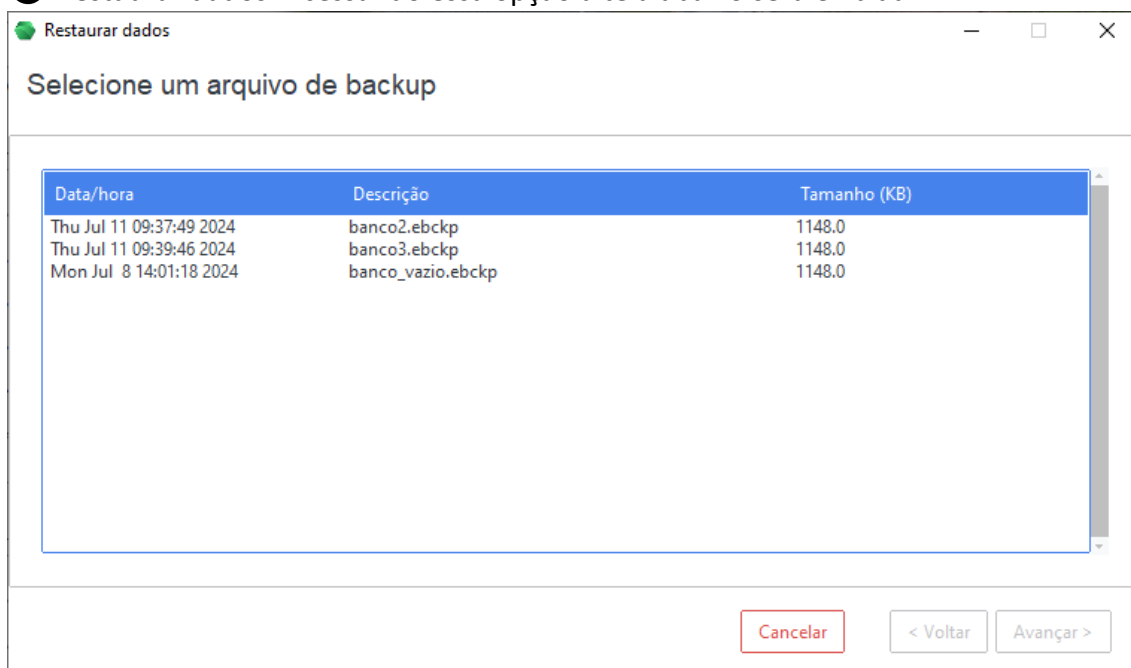 Restaurar dados
Selecione um arquivo de backup
Data/hora Descrição Tamanho (KB)
Thu Jul 11 09:37:49 2024 banco2.ebckp 1148.0
Thu Jul 11 09:39:46 2024 banco3.ebckp 1148.0
Mon Jul  8 14:01:18 2024 banco_vazio.ebckp 1148.0
Cancelar < Voltar Avançar >